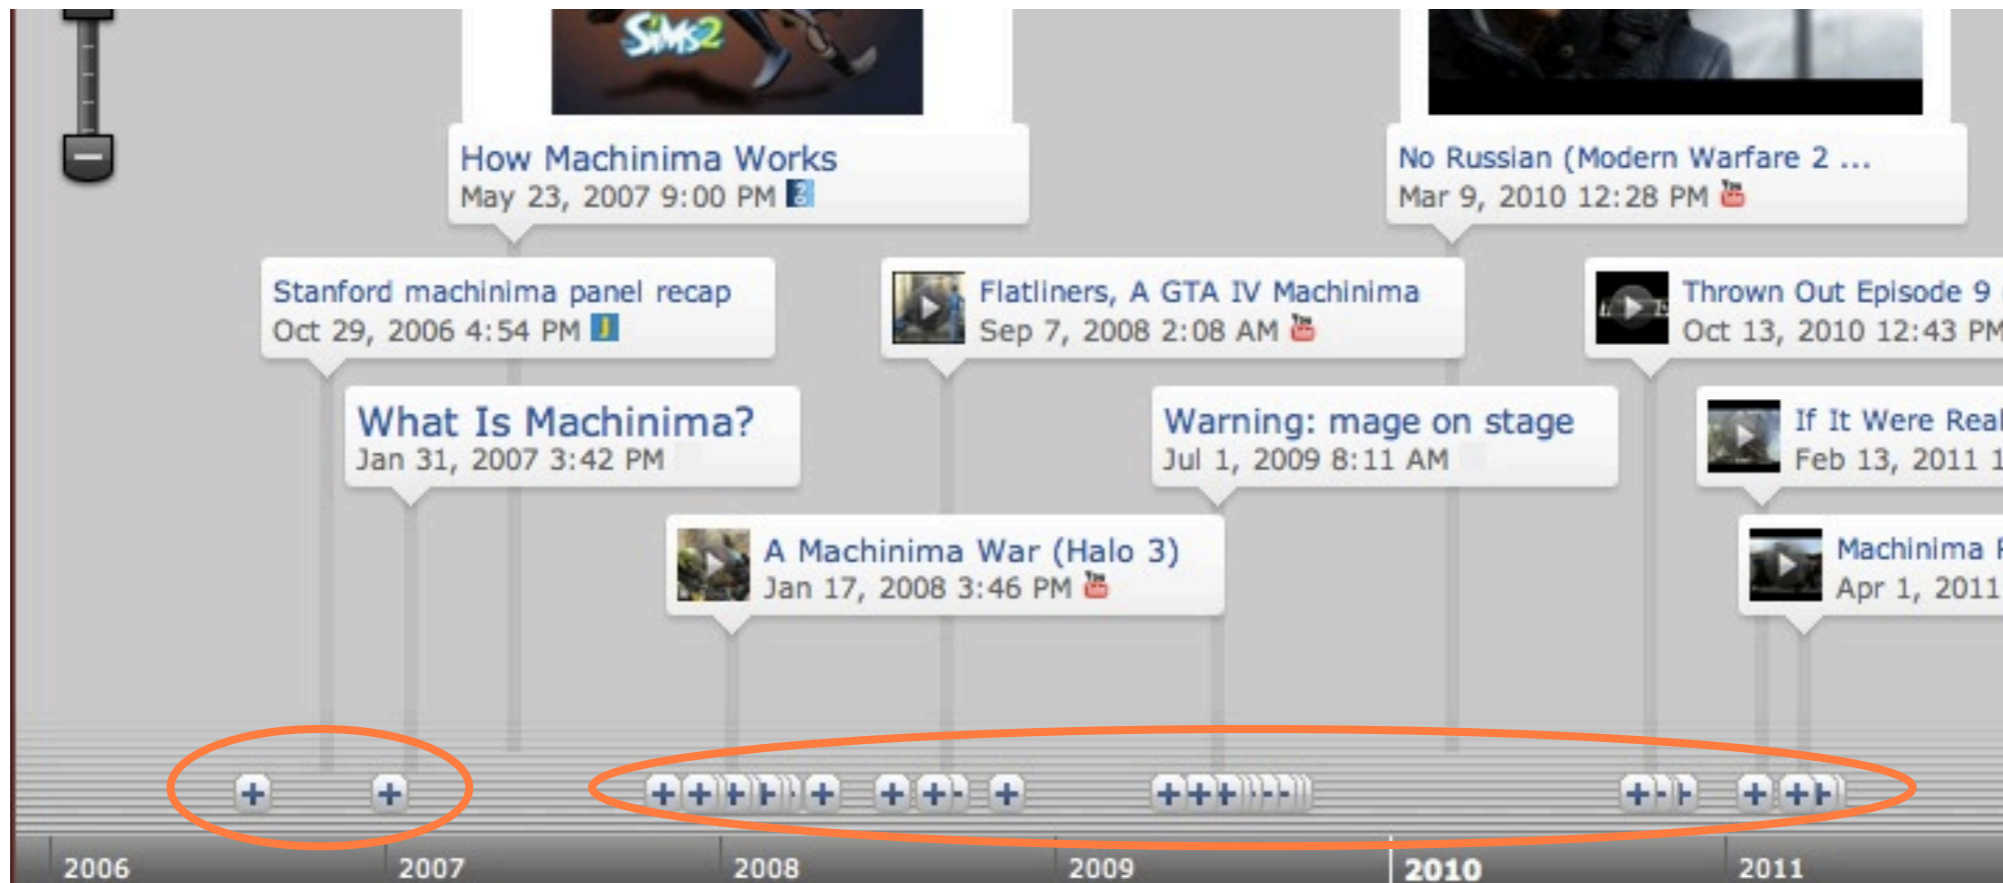 SiMS2
How Machinima Works
May 23, 2007 9:00 PM
No Russian (Modern Warfare 2 ...
Mar 9, 2010 12:28 PM
Stanford machinima panel recap
Oct 29, 2006 4:54 PM
Flatliners, A GTA IV Machinima
Sep 7, 2008 2:08 AM
Thrown Out Episode 9
Oct 13, 2010 12:43 PM
What Is Machinima?
Jan 31, 2007 3:42 PM
Warning: mage on stage
Jul 1, 2009 8:11 AM
If It Were Real
Feb 13, 2011 1
A Machinima War (Halo 3)
Jan 17, 2008 3:46 PM
Machinima
Apr 1, 2011
2006 2007 2008 2009 2010 2011